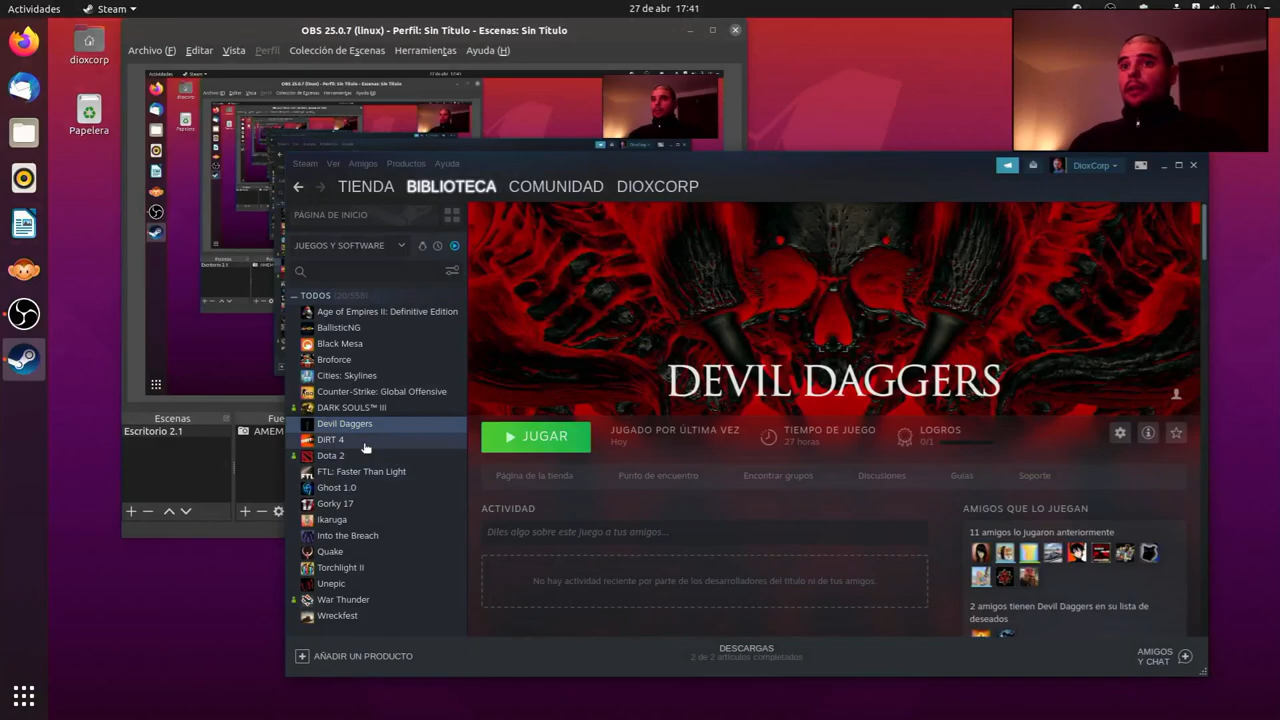 Actividades
Steam
27 de abr 17:41
dioxcorp
Papelera
OBS 25.0.7 (linux) - Perfil: Sin Título - Escenas: Sin Título
Archivo (F) Editar Vista Perfil Colección de Escenas Herramientas Ayuda (H)
Escenas
Escritorio 2.1
Steam Ver Amigos Productos Ayuda
DioxCorp
TIENDA BIBLIOTECA COMUNIDAD DIOXCORP
PÁGINA DE INICIO
JUEGOS Y SOFTWARE
TODOS (20/558)
Age of Empires II: Definitive Edition
BallisticNG
Black Mesa
Broforce
Cities: Skylines
Counter-Strike: Global Offensive
DARK SOULS™ III
Devil Daggers
DiRT 4
Dota 2
FTL: Faster Than Light
Ghost 1.0
Gorky 17
Ikaruga
Into the Breach
Quake
Torchlight II
Unepic
War Thunder
Wreckfest
AÑADIR UN PRODUCTO
DEVIL DAGGERS
JUGAR
JUGADO POR ÚLTIMA VEZ
Hoy
TIEMPO DE JUEGO
27 horas
LOGROS
0/1
Página de la tienda Punto de encuentro Encontrar grupos Discusiones Guías Soporte
ACTIVIDAD
Diles algo sobre este juego a tus amigos...
No hay actividad reciente por parte de los desarrolladores del título ni de tus amigos.
AMIGOS QUE LO JUEGAN
11 amigos lo jugaron anteriormente
2 amigos tienen Devil Daggers en su lista de
deseados
DESCARGAS
2 de 2 artículos completados
AMIGOS
Y CHAT